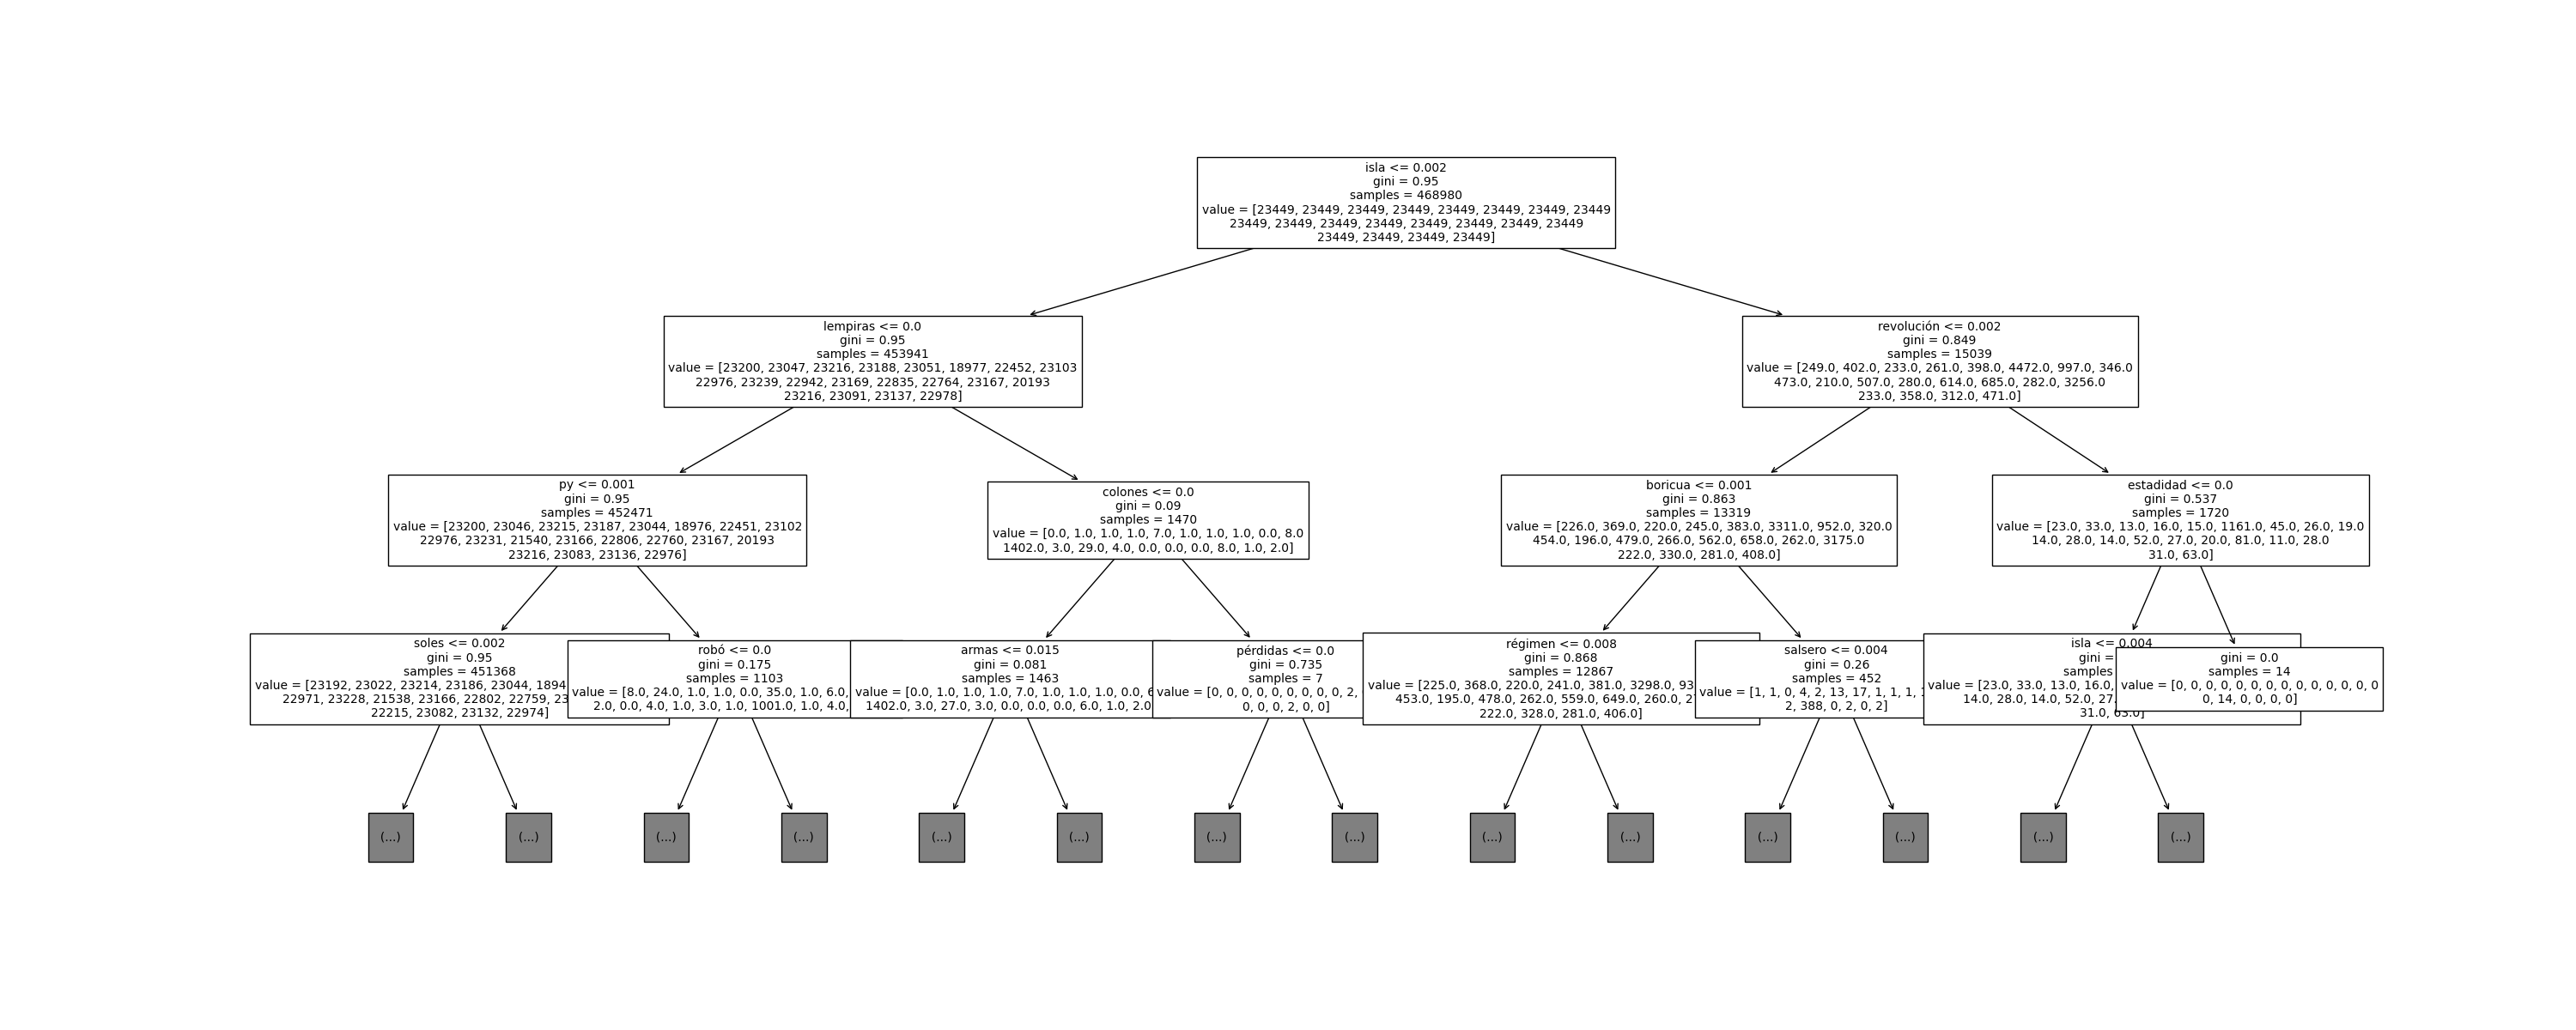 isla <= 0.002
gini = 0.95
samples = 468980
value = [23449, 23449, 23449, 23449, 23449, 23449, 23449, 23449
23449, 23449, 23449, 23449, 23449, 23449, 23449, 23449
23449, 23449, 23449, 23449]
lempiras <= 0.0
gini = 0.95
samples = 453941
value = [23200, 23047, 23216, 23188, 23051, 18977, 22452, 23103
22976, 23239, 22942, 23169, 22835, 22764, 23167, 20193
23216, 23091, 23137, 22978]
revolución <= 0.002
gini = 0.849
samples = 15039
value = [249.0, 402.0, 233.0, 261.0, 398.0, 4472.0, 997.0, 346.0
473.0, 210.0, 507.0, 280.0, 614.0, 685.0, 282.0, 3256.0
233.0, 358.0, 312.0, 471.0]
py <= 0.001
gini = 0.95
samples = 452471
value = [23200, 23046, 23215, 23187, 23044, 18976, 22451, 23102
22976, 23231, 21540, 23166, 22806, 22760, 23167, 20193
23216, 23083, 23136, 22976]
colones <= 0.0
gini = 0.09
samples = 1470
value = [0.0, 1.0, 1.0, 1.0, 7.0, 1.0, 1.0, 1.0, 0.0, 8.0
1402.0, 3.0, 29.0, 4.0, 0.0, 0.0, 0.0, 8.0, 1.0, 2.0]
boricua <= 0.001
gini = 0.863
samples = 13319
value = [226.0, 369.0, 220.0, 245.0, 383.0, 3311.0, 952.0, 320.0
454.0, 196.0, 479.0, 266.0, 562.0, 658.0, 262.0, 3175.0
222.0, 330.0, 281.0, 408.0]
estadidad <= 0.0
gini = 0.537
samples = 1720
value = [23.0, 33.0, 13.0, 16.0, 15.0, 1161.0, 45.0, 26.0, 19.0
14.0, 28.0, 14.0, 52.0, 27.0, 20.0, 81.0, 11.0, 28.0
31.0, 63.0]
soles <= 0.002
gini = 0.95
samples = 451368
value = [23192, 23022, 23214, 23186, 23044,
22971, 23228, 21538, 23166, 22802, 22759,
22215, 23082, 23132, 22974]
robó <= 0.0
gini = 0.175
samples = 1103
value = [8.0, 24.0, 1.0, 1.0, 0.0, 35.0, 1.0, 6.0,
2.0, 0.0, 4.0, 1.0, 3.0, 1.0, 1001.0, 1.0, 4.0,
armas <= 0.015
gini = 0.081
samples = 1463
value = [0.0, 1.0, 1.0, 1.0, 7.0, 1.0, 1.0, 1.0, 0.0,
1402.0, 3.0, 27.0, 3.0, 0.0, 0.0, 0.0, 6.0, 1.0, 2.0
pérdidas <= 0.0
gini = 0.735
samples = 7
value = [0, 0, 0, 0, 0, 0, 0, 0, 0, 2,
0, 0, 0, 2, 0, 0]
régimen <= 0.008
gini = 0.868
samples = 12867
value = [225.0, 368.0, 220.0, 241.0, 381.0, 3298.0,
453.0, 195.0, 478.0, 262.0, 559.0, 649.0, 260.0,
222.0, 328.0, 281.0, 406.0]
salsero <= 0.004
gini = 0.26
samples = 452
value = [1, 1, 0, 4, 2, 13, 17, 1, 1, 1,
2, 388, 0, 2, 0, 2]
isla <= 0.004
gini =
samples
value = [23.0, 33.0, 13.0, 16.0,
14.0, 28.0, 14.0, 52.0,
31.0, 63.0]
gini = 0.0
samples = 14
value = [0, 0, 0, 0, 0, 0, 0, 0, 0, 0, 0, 0, 0, 0
0, 14, 0, 0, 0, 0]
(...)
(...)
(...)
(...)
(...)
(...)
(...)
(...)
(...)
(...)
(...)
(...)
(...)
(...)